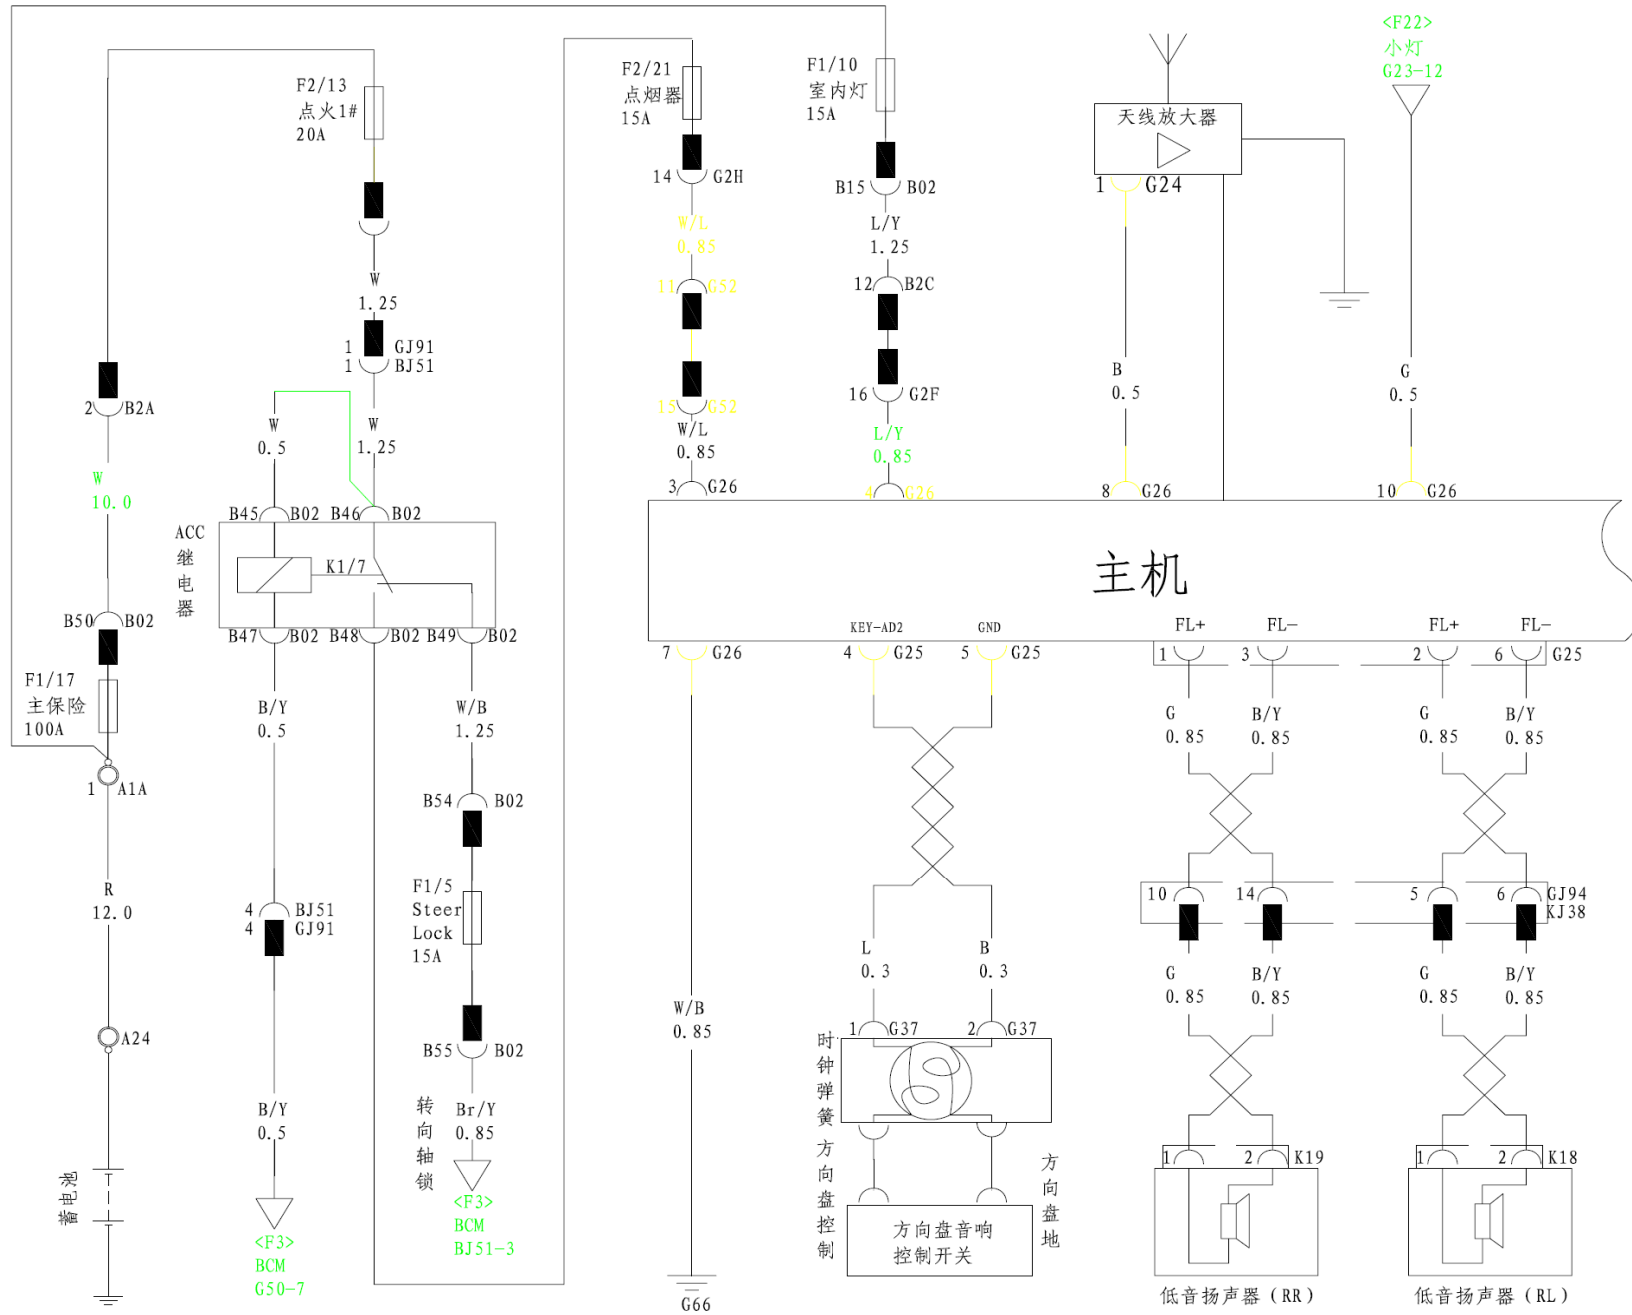 <F22>
小灯
G23-12
F2/13
点火1#
20A
F2/21
点烟器
15A
F1/10
室内灯
15A
天线放大器
14 G2H
B15 B02
1 G24
W/L
0.85
L/Y
1.25
W
1.25
11 G52
12 B2C
1 GJ91
1 BJ51
2 B2A
15 G52
16 G2F
B
0.5
G
0.5
W
0.5
W
1.25
W/L
0.85
L/Y
0.85
W
10.0
3 G26
4 G26
8 G26
10 G26
B45 B02
B46 B02
ACC
继
电
器
K1/7
主机
B50 B02
B47 B02
B48 B02
B49 B02
KEY-AD2
GND
FL+
FL-
FL+
FL-
7 G26
4 G25
5 G25
1
3
2
6 G25
F1/17
主保险
100A
B/Y
0.5
W/B
1.25
G
0.85
B/Y
0.85
G
0.85
B/Y
0.85
1 A1A
B54 B02
R
12.0
4 BJ51
4 GJ91
F1/5
Steer
Lock
15A
10
14
5
6 GJ94
KJ38
L
0.3
B
0.3
G
0.85
B/Y
0.85
G
0.85
B/Y
0.85
W/B
0.85
A24
B55 B02
1 G37
2 G37
时
钟
弹
簧
B/Y
0.5
转
向
轴
锁
Br/Y
0.85
方
向
盘
控
制
方
向
盘
地
1
2 K19
1
2 K18
蓄电池
<F3>
BCM
BJ51-3
<F3>
BCM
G50-7
方向盘音响
控制开关
G66
低音扬声器（RR）
低音扬声器（RL）